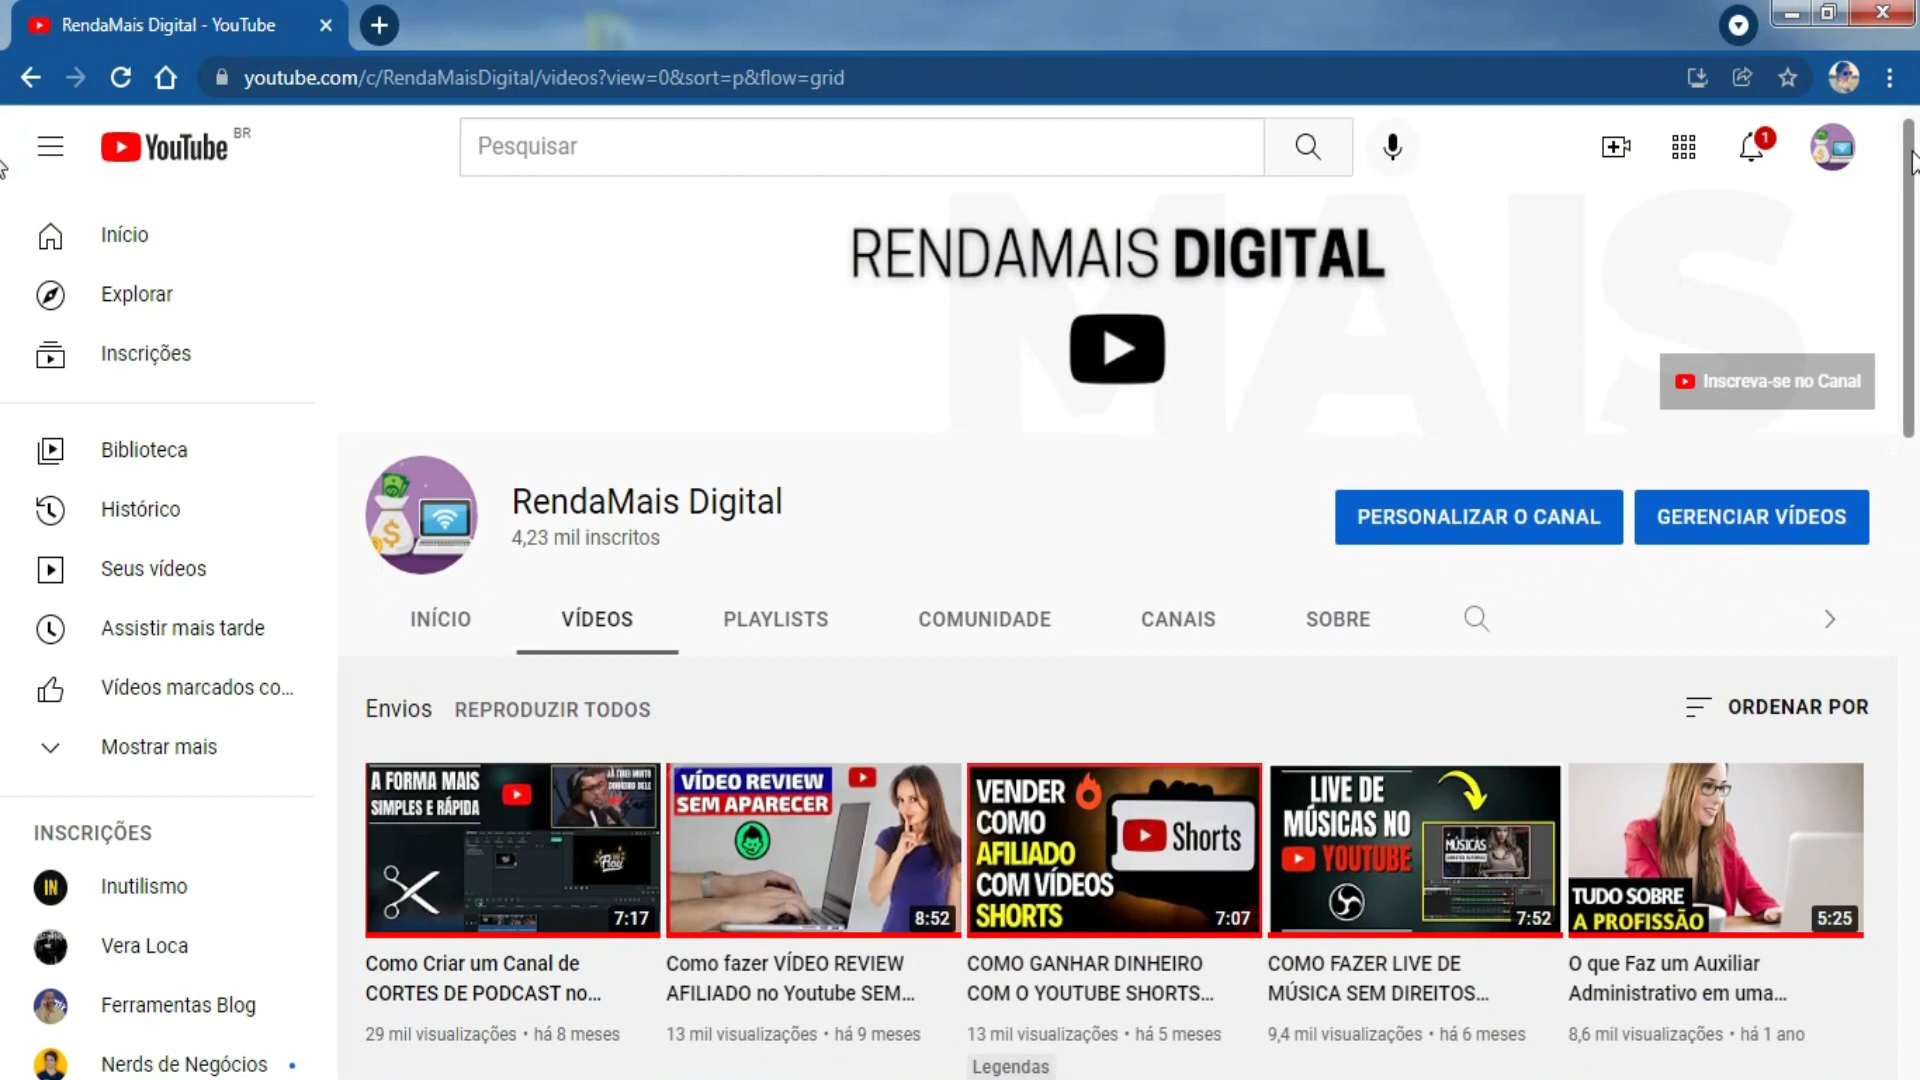 RendaMais Digital - YouTube
youtube.com/c/RendaMaisDigital/videos?view=0&sort=p&flow=grid
YouTube BR
Pesquisar
1
Início
Explorar
Inscrições
Biblioteca
Histórico
Seus vídeos
Assistir mais tarde
Vídeos marcados co...
Mostrar mais
INSCRIÇÕES
IN
Inutilismo
Vera Loca
Ferramentas Blog
Nerds de Negócios
MAIS
RENDAMAIS DIGITAL
Inscreva-se no Canal
RendaMais Digital
4,23 mil inscritos
PERSONALIZAR O CANAL
GERENCIAR VÍDEOS
INÍCIO VÍDEOS PLAYLISTS COMUNIDADE CANAIS SOBRE
Envios REPRODUZIR TODOS
ORDENAR POR
A FORMA MAIS
SIMPLES E RÁPIDA
JÁ TIREI MUITO
DINHEIRO DELE
7:17
Como Criar um Canal de
CORTES DE PODCAST no...
29 mil visualizações • há 8 meses
VÍDEO REVIEW
SEM APARECER
8:52
Como fazer VÍDEO REVIEW
AFILIADO no Youtube SEM...
13 mil visualizações • há 9 meses
VENDER
COMO
AFILIADO
COM VÍDEOS
SHORTS
Shorts
7:07
COMO GANHAR DINHEIRO
COM O YOUTUBE SHORTS...
13 mil visualizações • há 5 meses
Legendas
LIVE DE
MÚSICAS NO
YOUTUBE
MÚSICAS
7:52
COMO FAZER LIVE DE
MÚSICA SEM DIREITOS...
9,4 mil visualizações • há 6 meses
TUDO SOBRE
A PROFISSÃO
5:25
O que Faz um Auxiliar
Administrativo em uma...
8,6 mil visualizações • há 1 ano